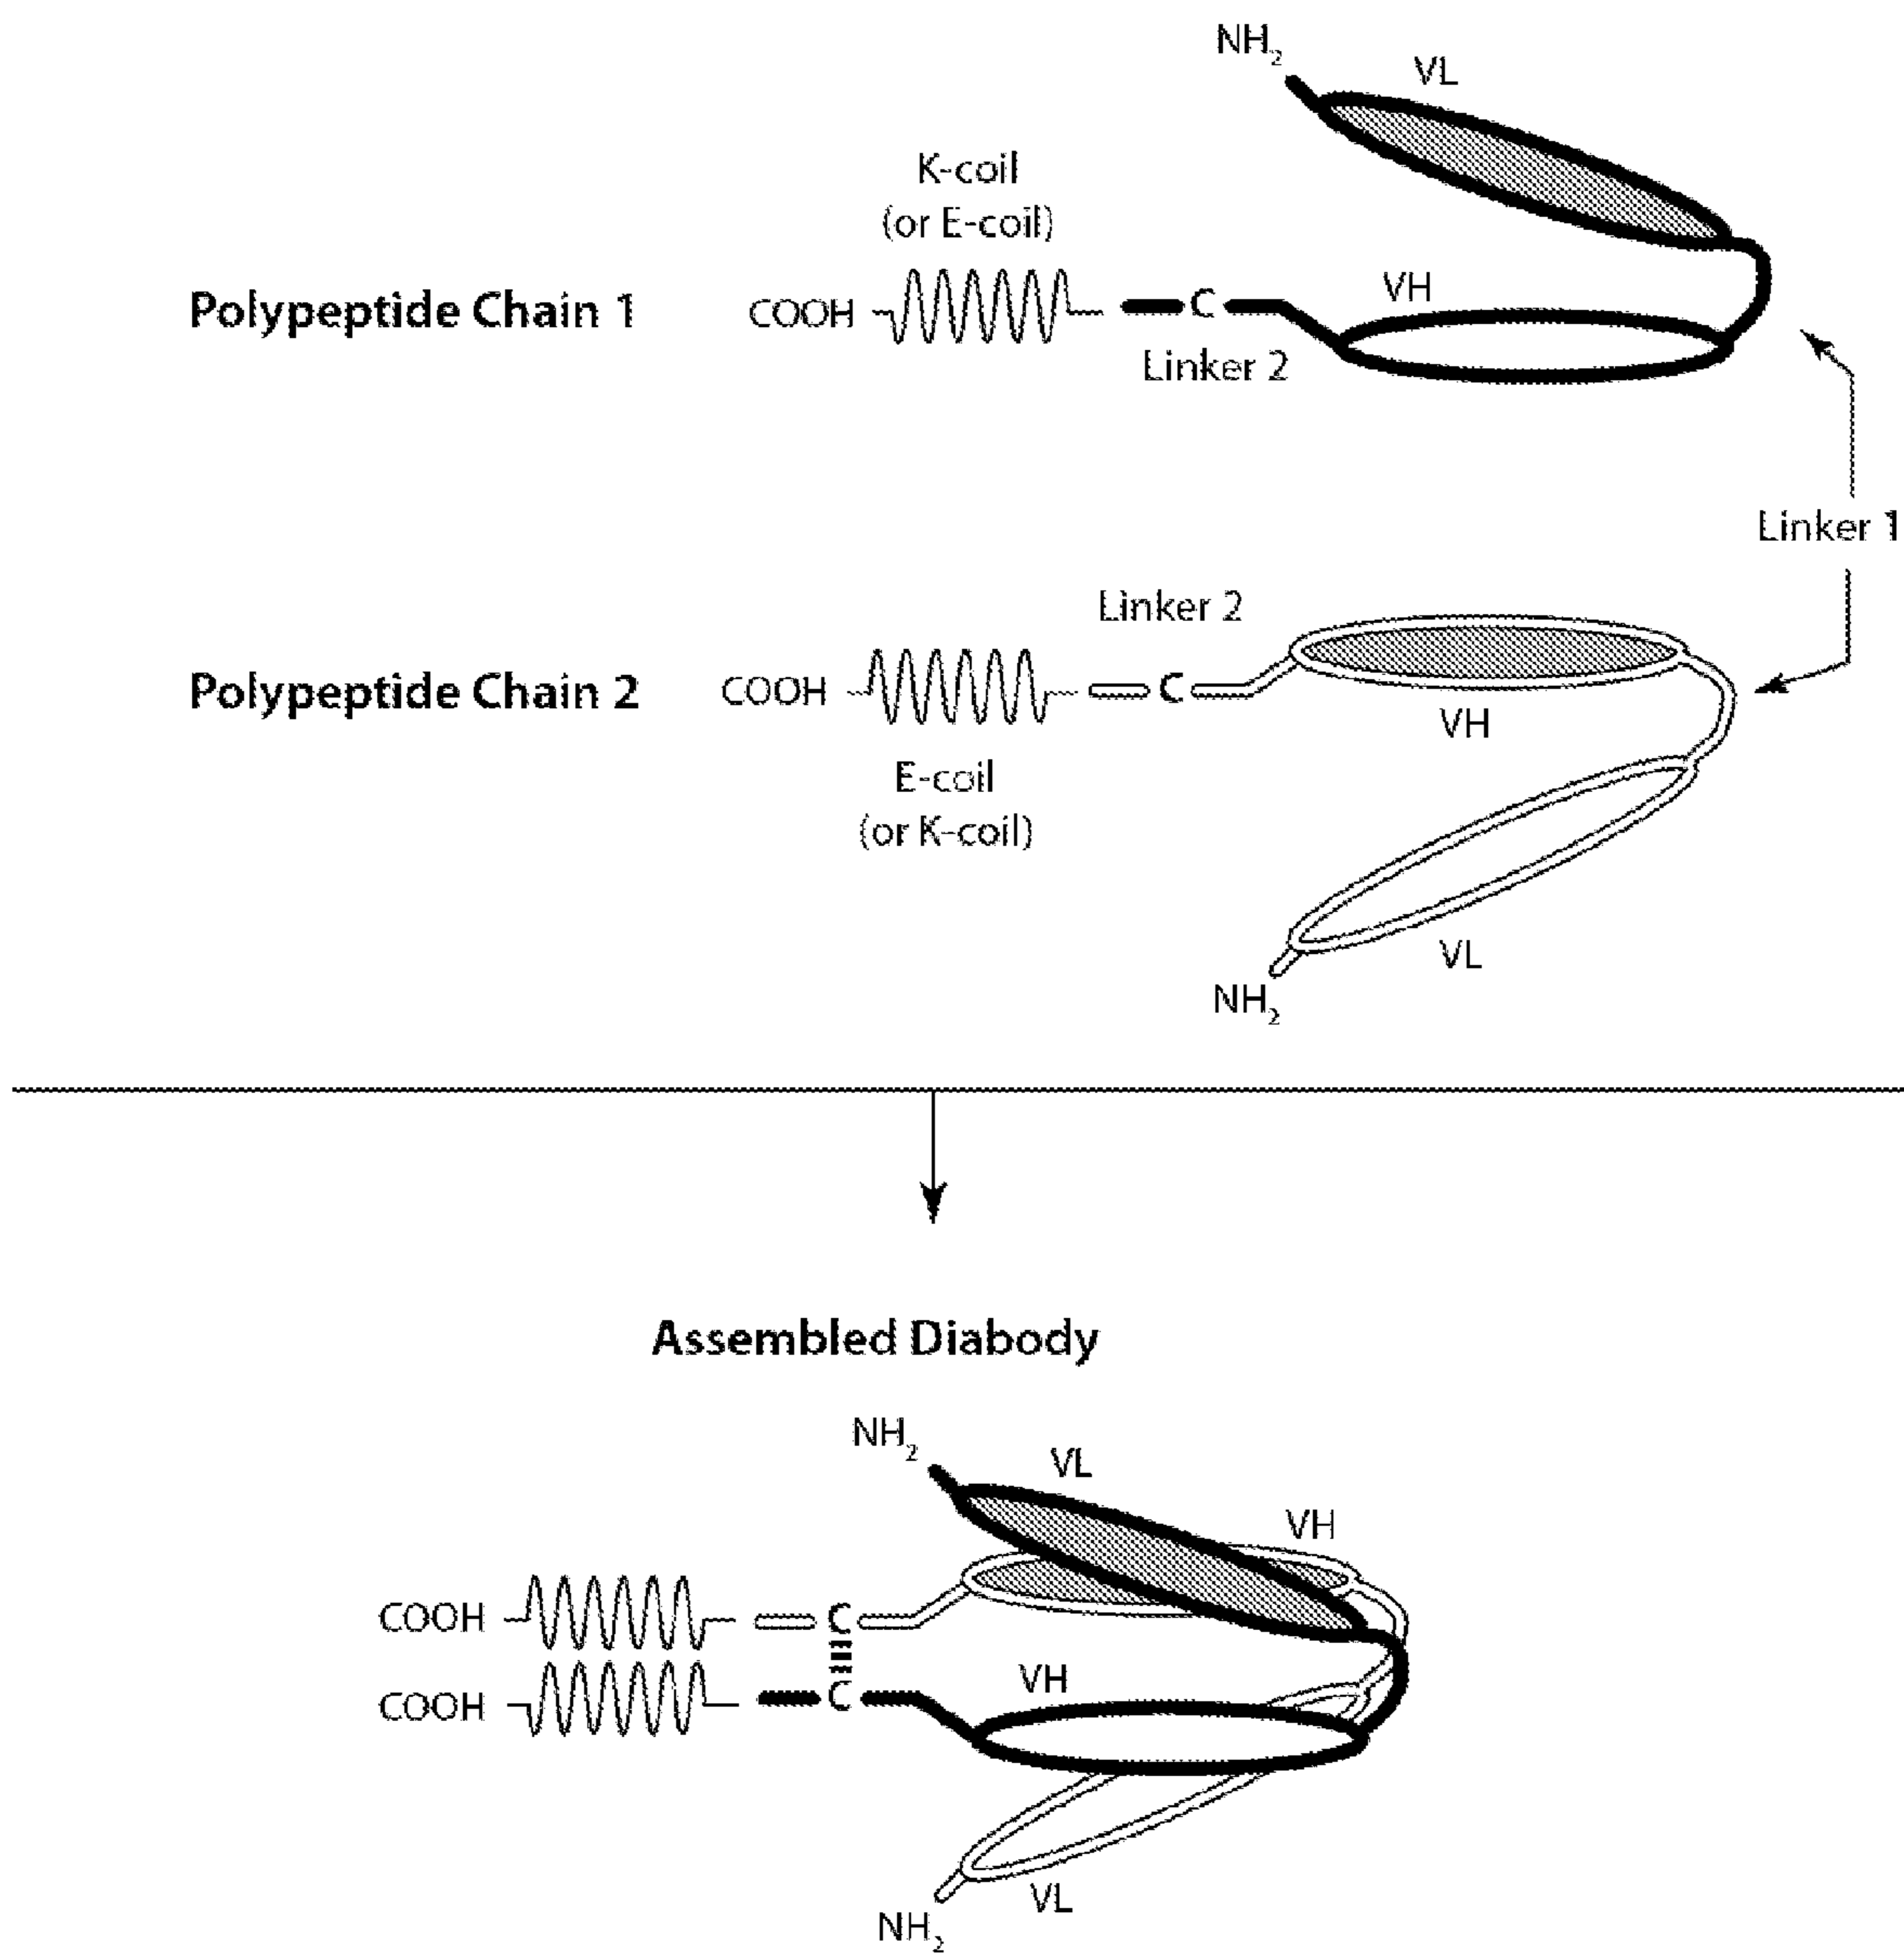 NH2
VL
K-coil
(or E-coil)
Polypeptide Chain 1
COOH
C
VH
Linker 2
Linker 1
Linker 2
Polypeptide Chain 2
COOH
C
VH
E-coil
(or K-coil)
VL
NH2
Assembled Diabody
NH2
VL
VH
COOH
C
COOH
C
VH
VL
NH2